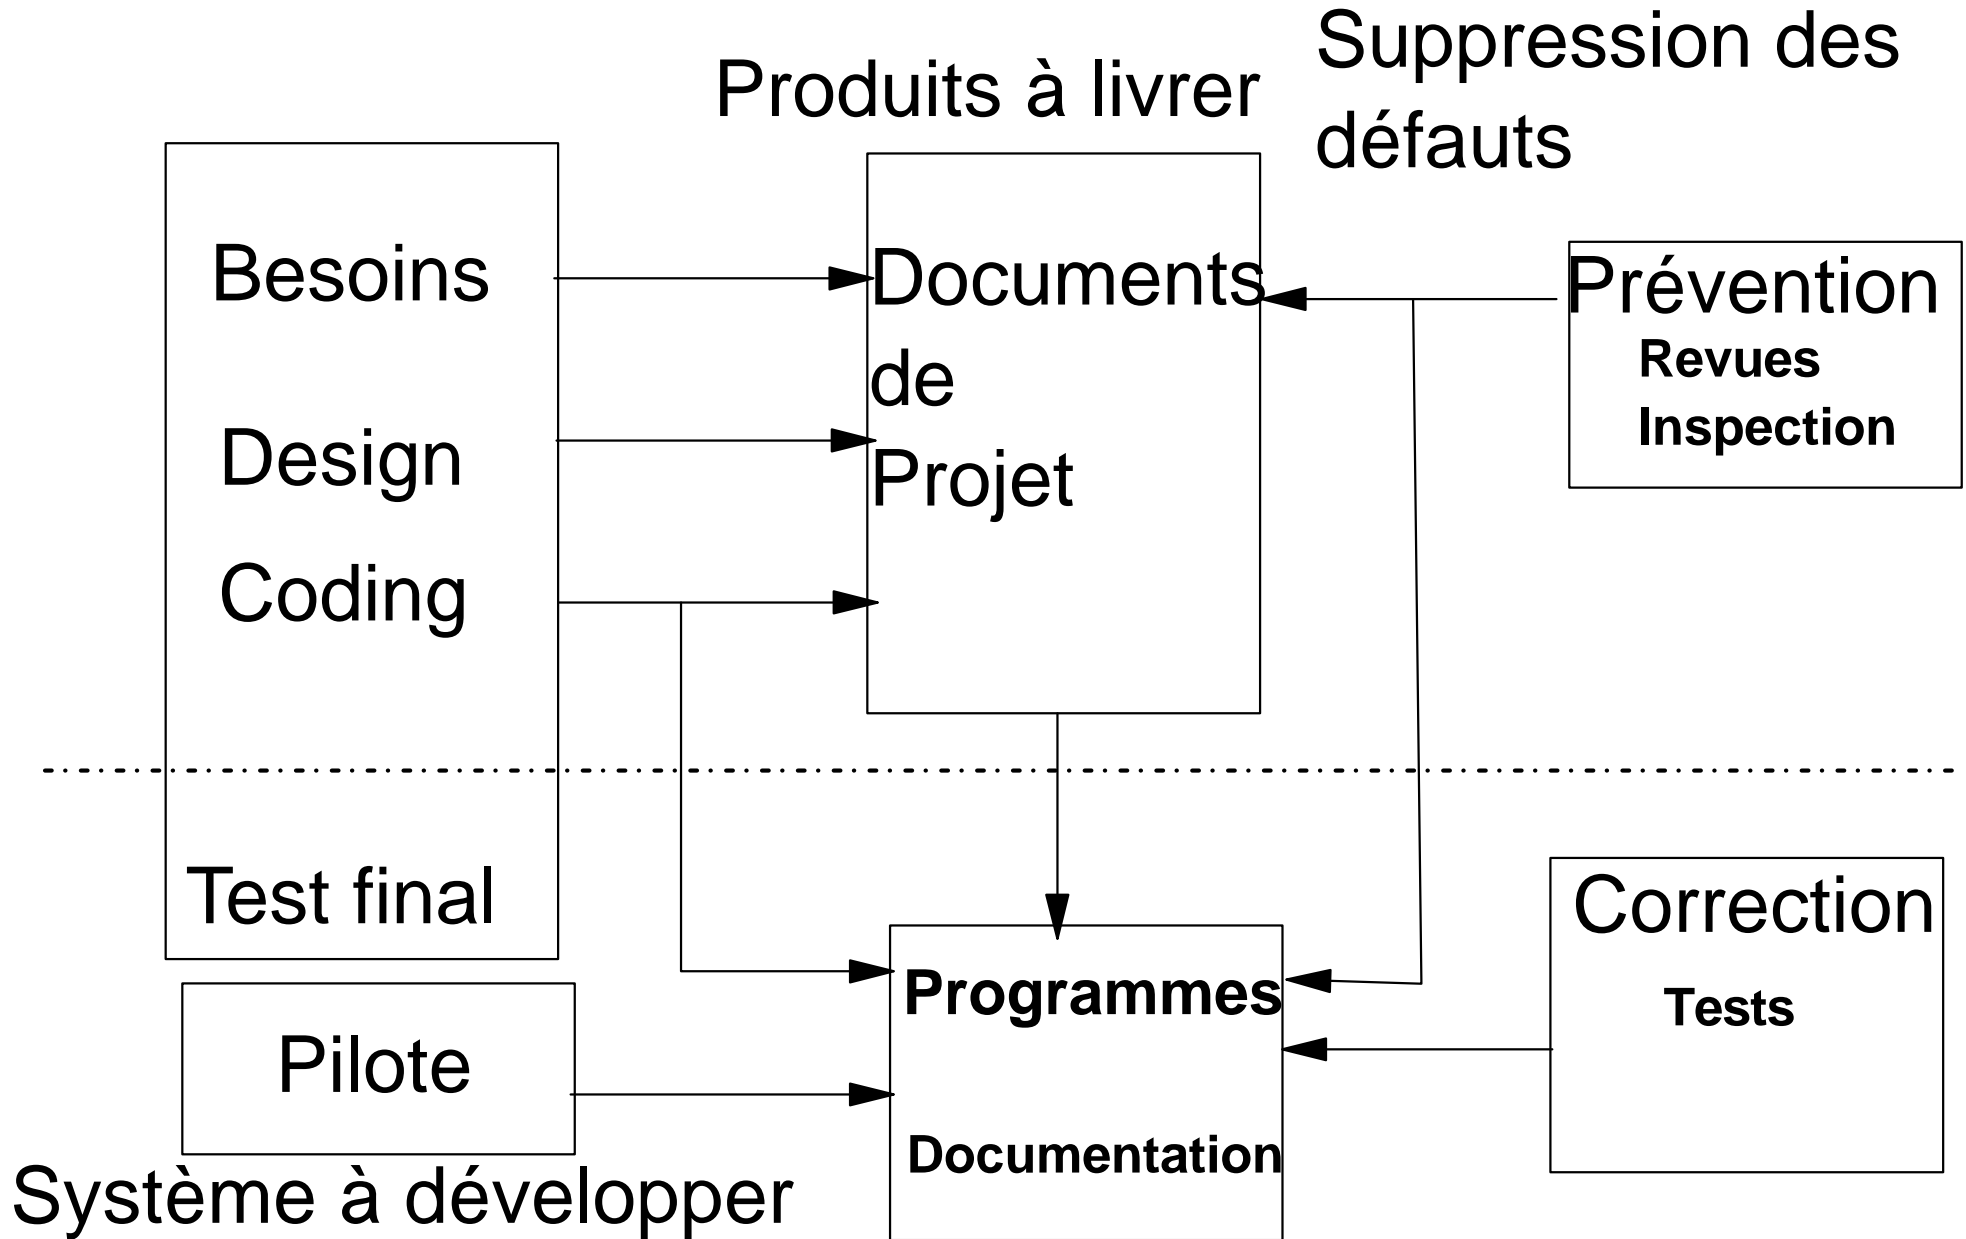 Suppression des
défauts
Produits à livrer
Besoins
Design
Coding
Test final
Pilote
Système à développer
Documents
de
Projet
Programmes
Documentation
Prévention
Revues
Inspection
Correction
Tests